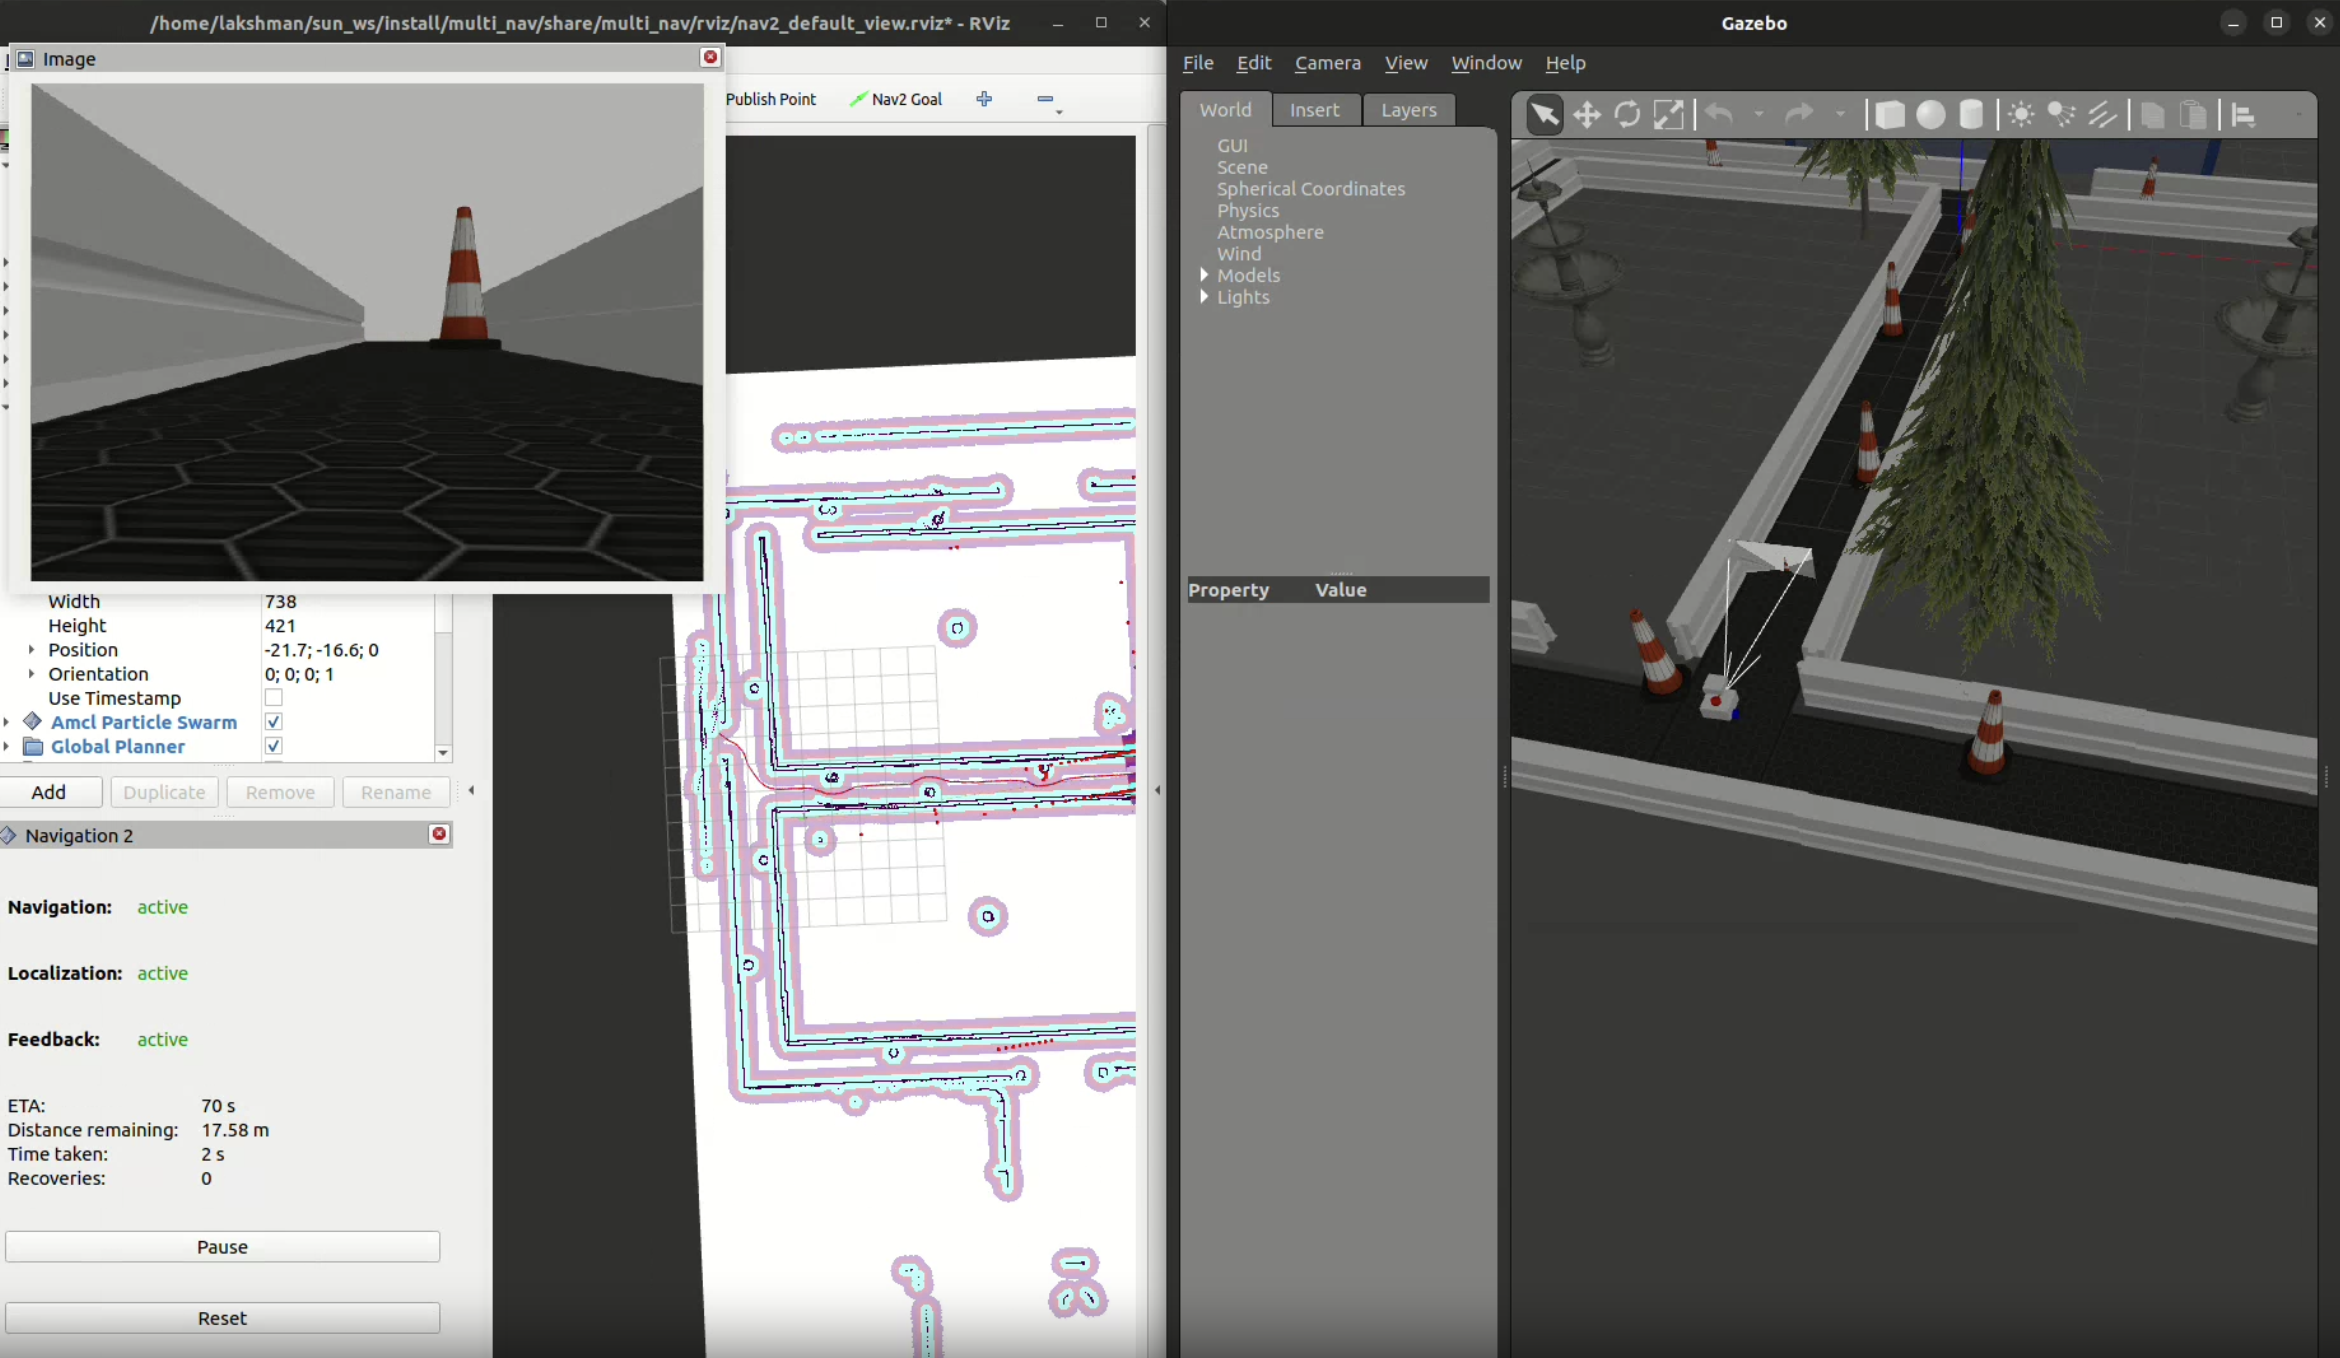 /home/lakshman/sun_ws/install/multi_nav/share/multi_nav/rviz/nav2_default_view.rviz* - RViz
Image
Publish Point
Nav2 Goal
Width 738
Height 421
Position -21.7; -16.6; 0
Orientation 0; 0; 0; 1
Use Timestamp
Amcl Particle Swarm
Global Planner
Add Duplicate Remove Rename
Navigation 2
Navigation: active
Localization: active
Feedback: active
ETA: 70 s
Distance remaining: 17.58 m
Time taken: 2 s
Recoveries: 0
Pause
Reset
Gazebo
File Edit Camera View Window Help
World Insert Layers
GUI
Scene
Spherical Coordinates
Physics
Atmosphere
Wind
Models
Lights
Property Value